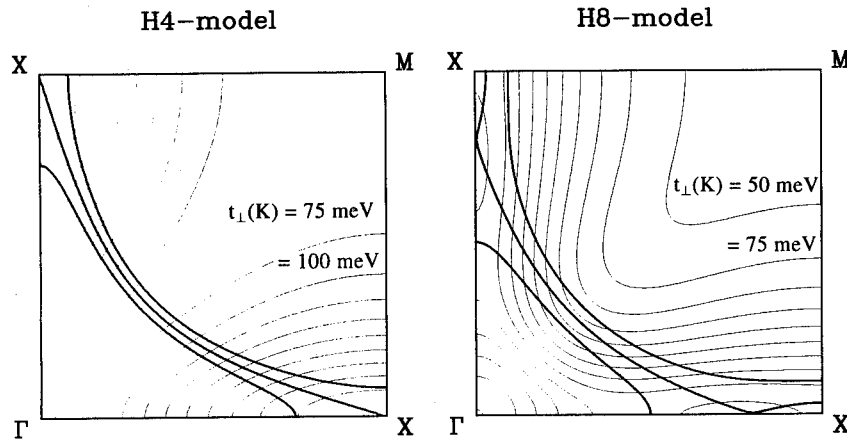 H4-model
H8-model
X
M
X
M
t⊥(K) = 75 meV
= 100 meV
t⊥(K) = 50 meV
= 75 meV
Γ
X
Γ
X